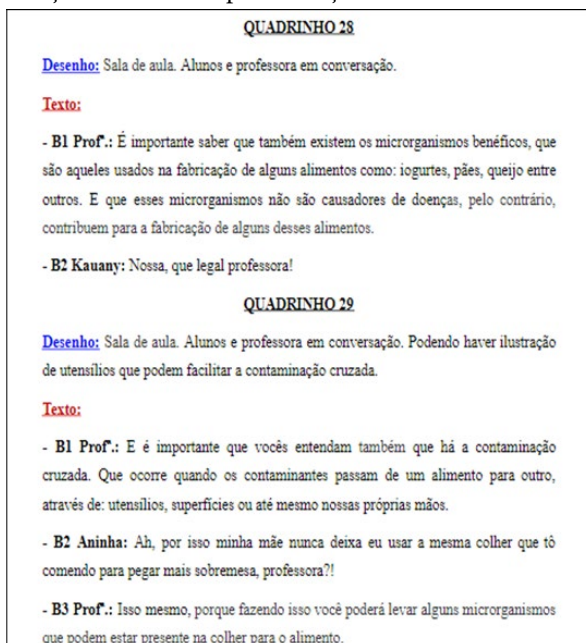 QUADRINHO 28
Desenho: Sala de aula. Alunos e professora em conversação.
Texto:
- B1 Profª.: É importante saber que também existem os microrganismos benéficos, que
são aqueles usados na fabricação de alguns alimentos como: iogurtes, pães, queijo entre
outros. E que esses microrganismos não são causadores de doenças, pelo contrário,
contribuem para a fabricação de alguns desses alimentos.
- B2 Kauany: Nossa, que legal professora!
QUADRINHO 29
Desenho: Sala de aula. Alunos e professora em conversação. Podendo haver ilustração
de utensílios que podem facilitar a contaminação cruzada.
Texto:
- B1 Profª.: E é importante que vocês entendam também que há a contaminação
cruzada. Que ocorre quando os contaminantes passam de um alimento para outro,
através de: utensílios, superfícies ou até mesmo nossas próprias mãos.
- B2 Aninha: Ah, por isso minha mãe nunca deixa eu usar a mesma colher que tô
comendo para pegar mais sobremesa, professora?!
- B3 Profª.: Isso mesmo, porque fazendo isso você poderá levar alguns microrganismos
que podem estar presente na colher para o alimento.